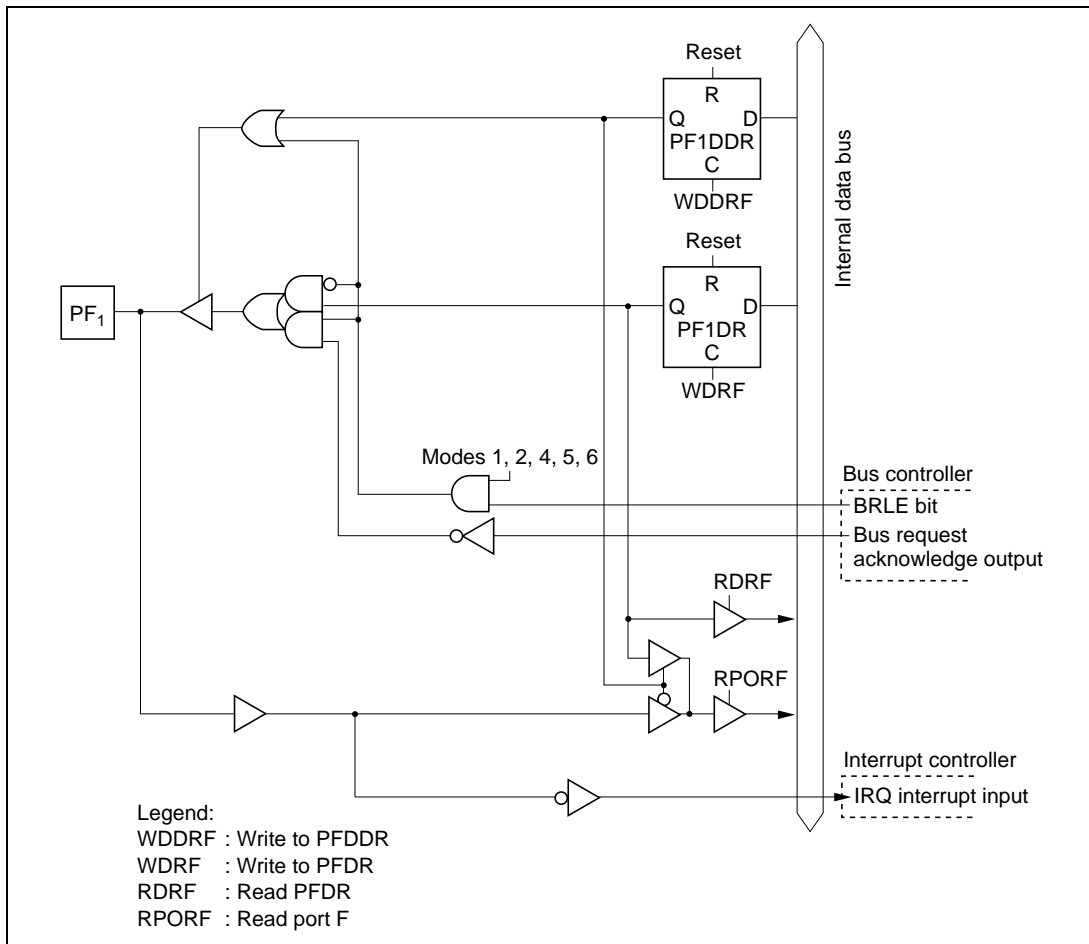 Reset
R
Q D
PF1DDR
C
WDDRF
Internal data bus
Reset
R
Q D
PF1DR
C
WDRF
PF1
Modes 1, 2, 4, 5, 6
Bus controller
BRLE bit
Bus request
acknowledge output
RDRF
RPORF
Interrupt controller
IRQ interrupt input
Legend:
WDDRF : Write to PFDDR
WDRF : Write to PFDR
RDRF : Read PFDR
RPORF : Read port F